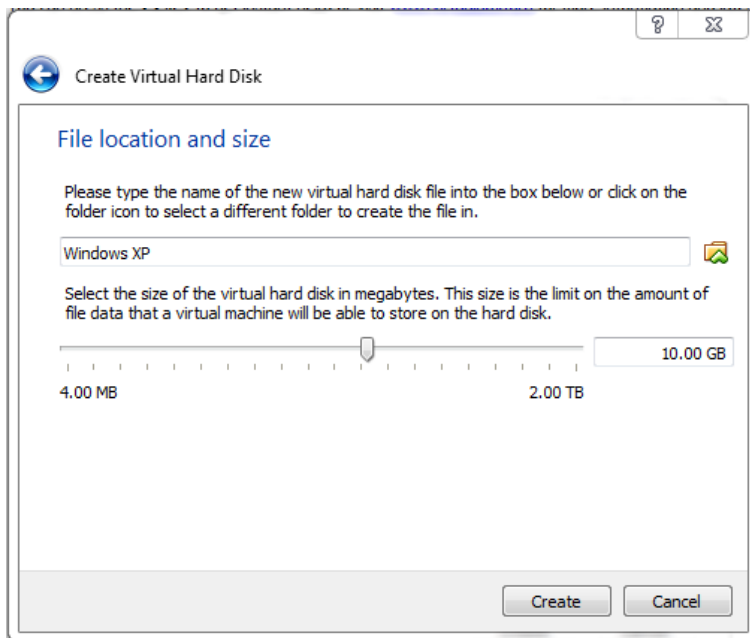 Create Virtual Hard Disk
File location and size
Please type the name of the new virtual hard disk file into the box below or click on the
folder icon to select a different folder to create the file in.
Windows XP
Select the size of the virtual hard disk in megabytes. This size is the limit on the amount of
file data that a virtual machine will be able to store on the hard disk.
10.00 GB
4.00 MB
2.00 TB
Create
Cancel